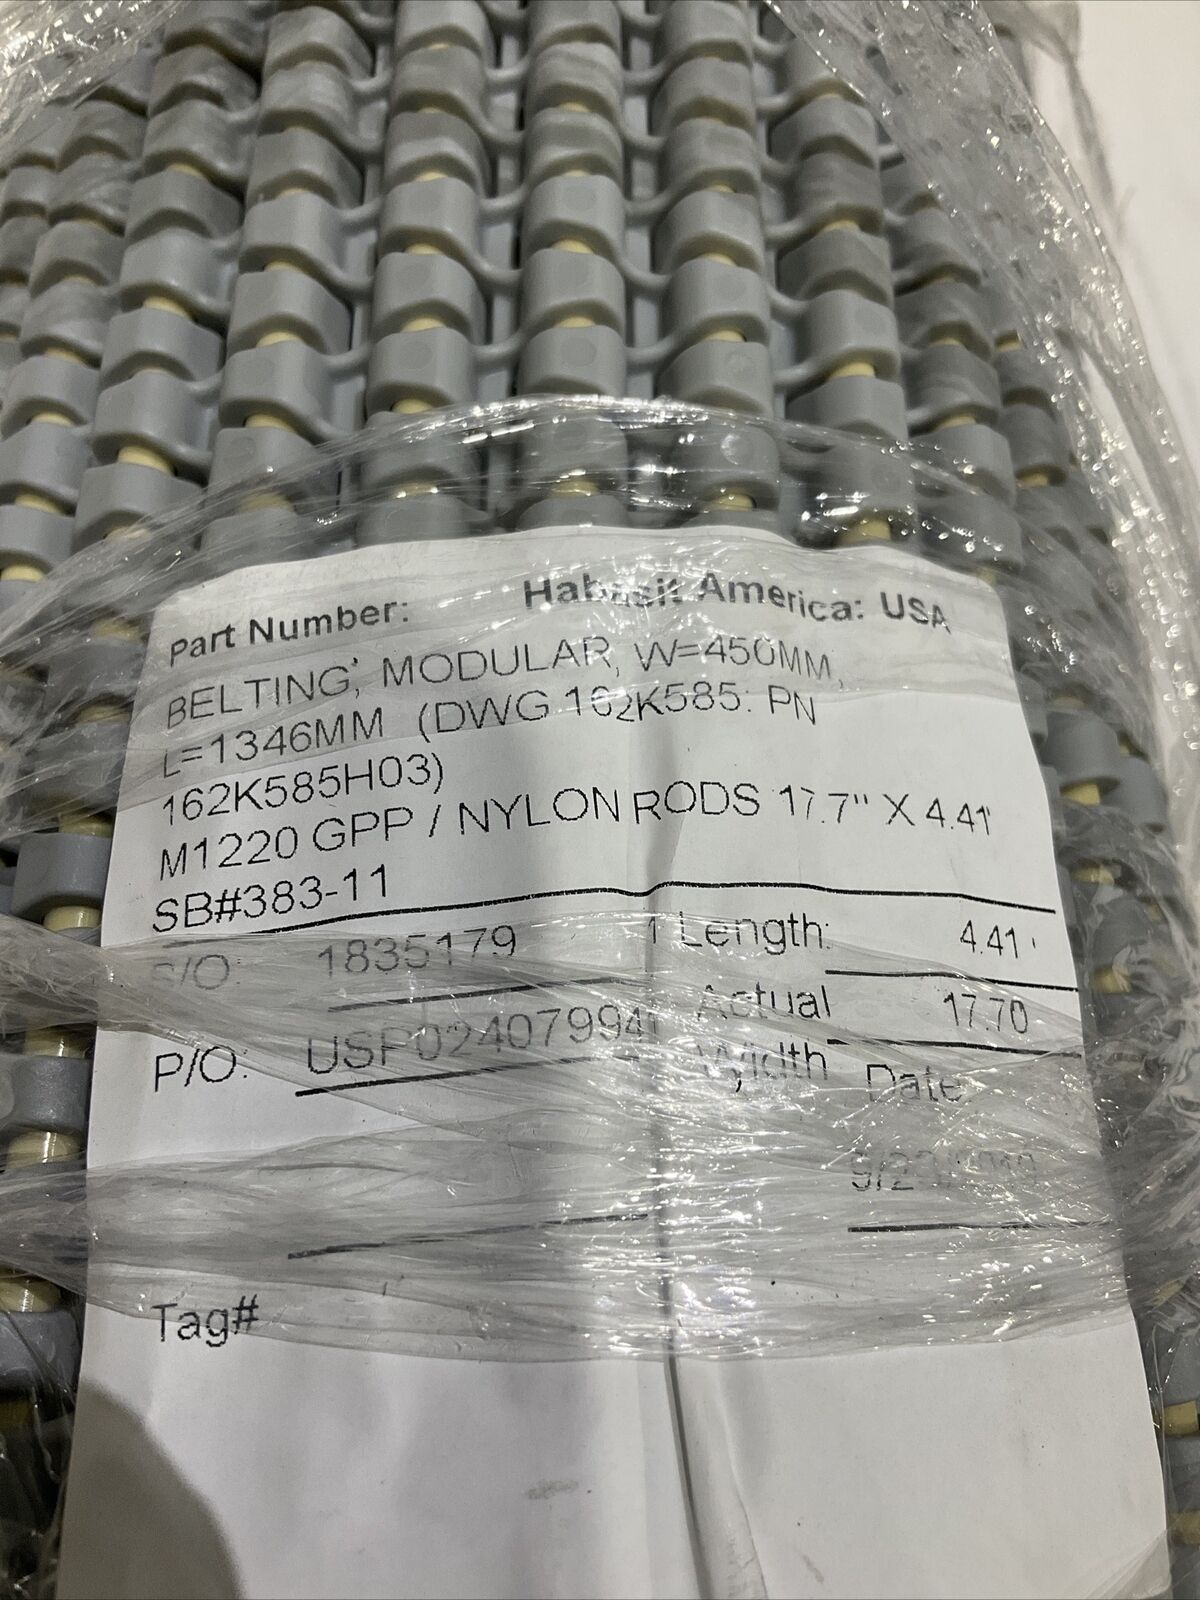 Part Number: Habasit America: USA
BELTING, MODULAR, W=450MM,
L=1346MM (DWG 162K585: PN
162K585H03)
M1220 GPP / NYLON RODS 17.7" X 4.41'
SB#383-11
S/O: 1835179 1 Length: 4.41'
P/O: Actual 17.70
Width Date
Tag#